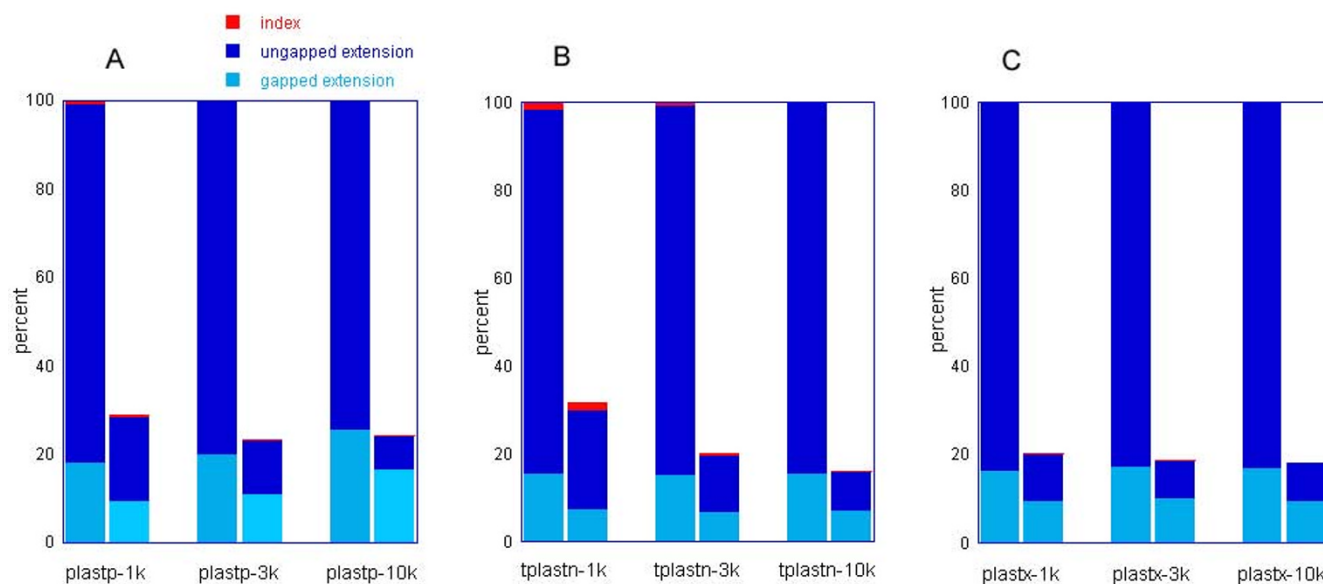 A
index
ungapped extension
gapped extension
B
C
percent
100
80
60
40
20
0
plastp-1k plastp-3k plastp-10k
percent
100
80
60
40
20
0
tplastn-1k tplastn-3k tplastn-10k
percent
100
80
60
40
20
0
plastx-1k plastx-3k plastx-10k